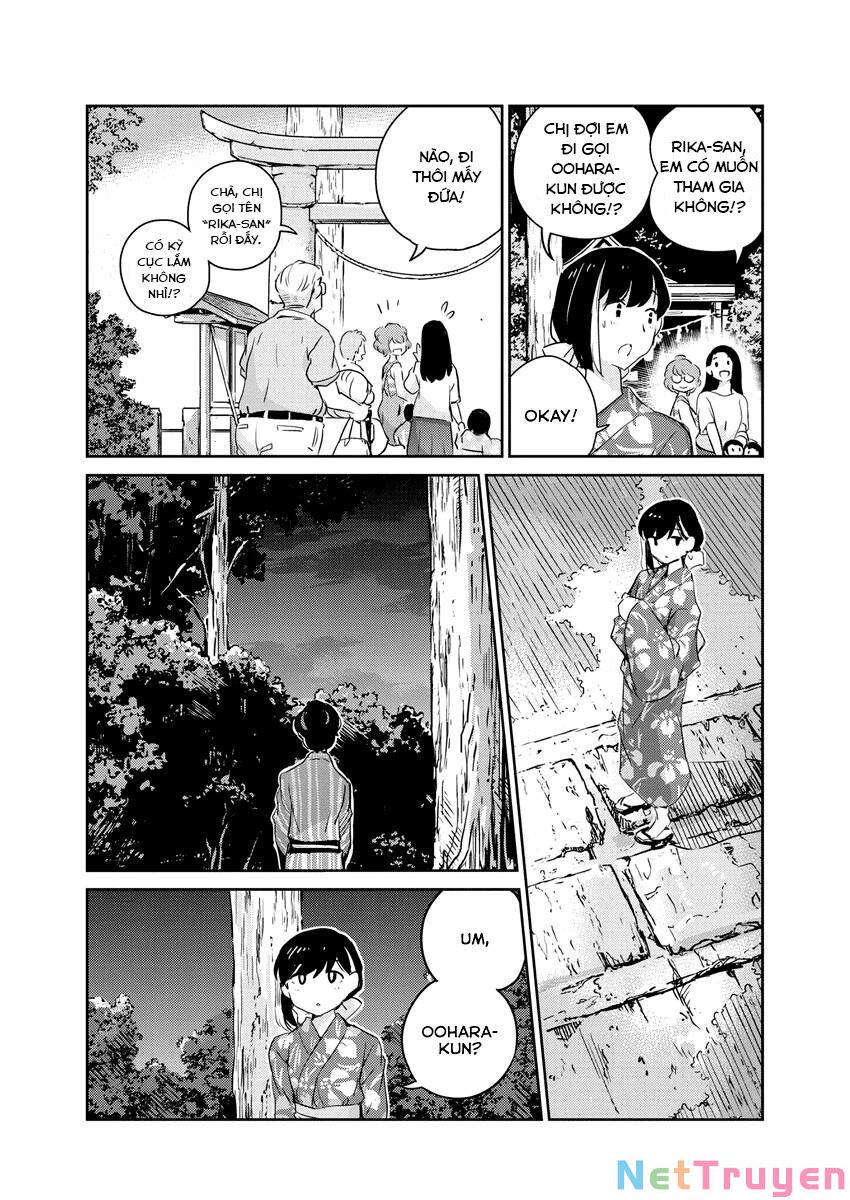 RIKA-SAN,
EM CÓ MUỐN
THAM GIA
KHÔNG!?
CHỊ ĐỢI EM
ĐI GỌI
OOHARA-
KUN ĐƯỢC
KHÔNG!?
OKAY!
NÀO, ĐI
THÔI MẤY
ĐỨA!
CHÀ, CHỊ
GỌI TÊN
"RIKA-SAN"
RỒI ĐẤY.
CÓ KỲ
CỤC LẮM
KHÔNG
NHỈ!?
UM,
OOHARA-
KUN?
NetTruyen